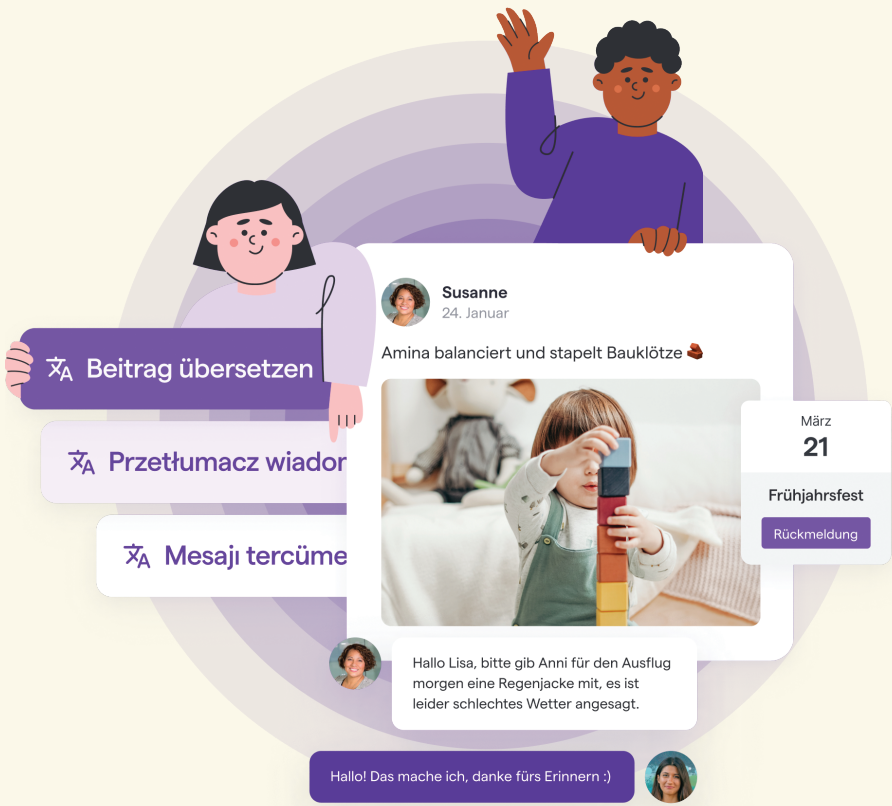 Susanne
24. Januar
Amina balanciert und stapelt Bauklötze
Beitrag übersetzen
Przetłumacz
Mesajı tercüme
März
21
Frühjahrsfest
Rückmeldung
Hallo Lisa, bitte gib Anni für den Ausflug
morgen eine Regenjacke mit, es ist
leider schlechtes Wetter angesagt.
Hallo! Das mache ich, danke fürs Erinnern :)